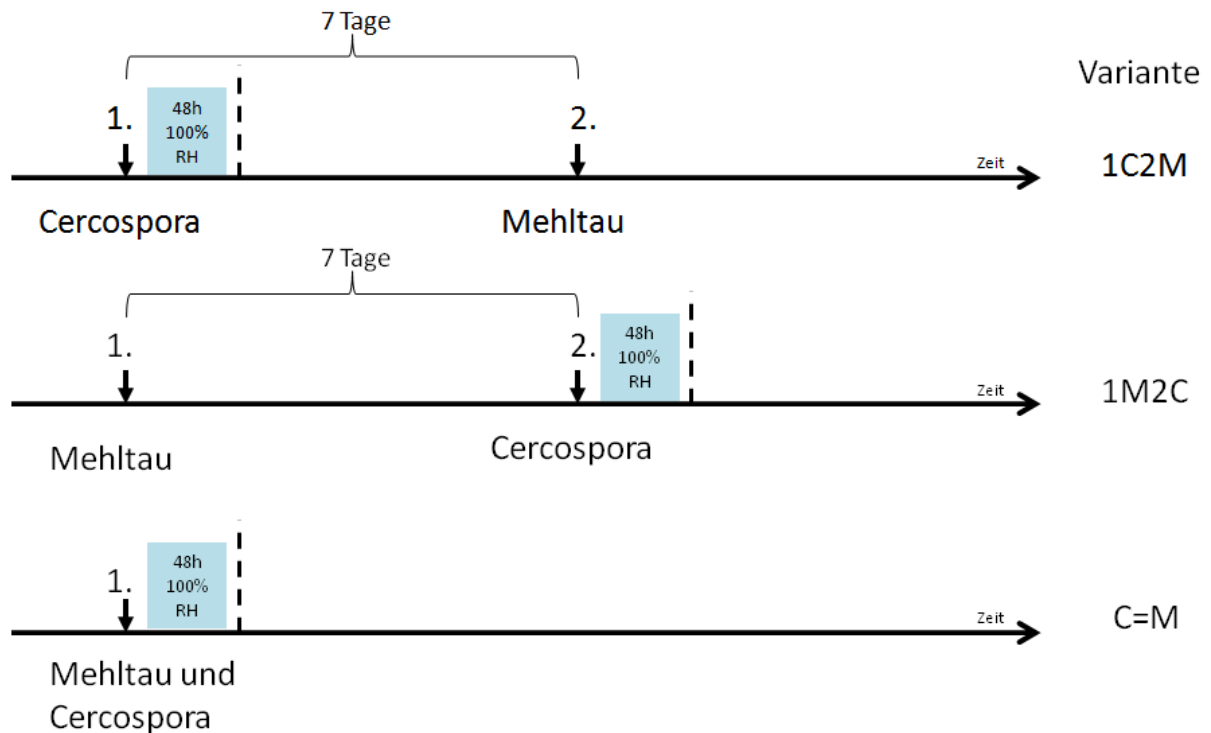 7 Tage
Variante
1.
48h
100%
RH
2.
Zeit
1C2M
Cercospora
Mehltau
7 Tage
1.
2.
48h
100%
RH
Zeit
1M2C
Mehltau
Cercospora
1.
48h
100%
RH
Zeit
C=M
Mehltau und
Cercospora